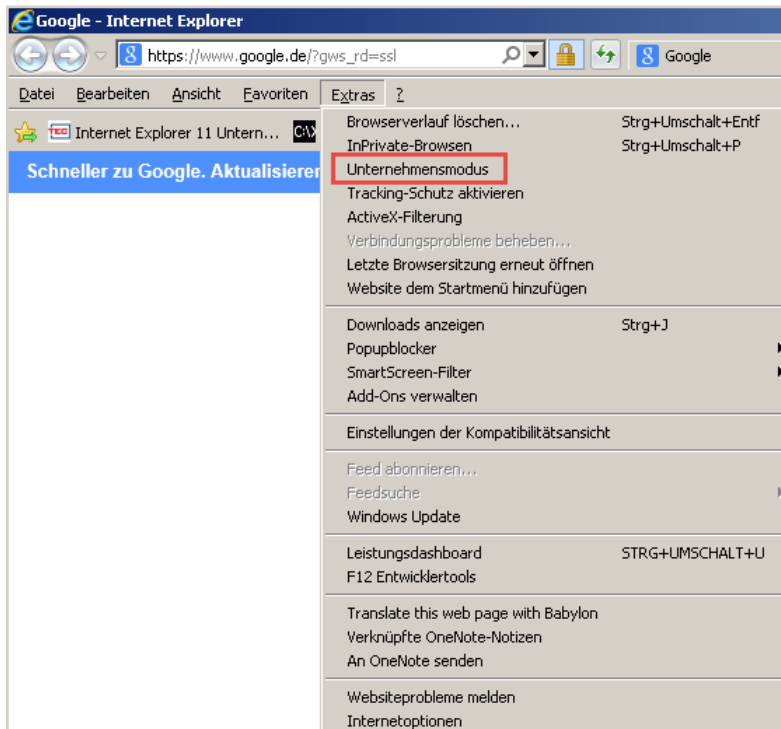 Google - Internet Explorer
https://www.google.de/?gws_rd=ssl Google
Datei Bearbeiten Ansicht Favoriten Extras ?
Internet Explorer 11 Untern... C:\
Schneller zu Google.
Browserverlauf löschen... Strg+Umschalt+Entf
InPrivate-Browsen Strg+Umschalt+P
Unternehmensmodus
Tracking-Schutz aktivieren
ActiveX-Filterung
Verbindungsprobleme beheben...
Letzte Browsersitzung erneut öffnen
Website dem Startmenü hinzufügen
Downloads anzeigen Strg+J
Popupblocker
SmartScreen-Filter
Add-Ons verwalten
Einstellungen der Kompatibilitätsansicht
Feed abonnieren...
Feedsuche
Windows Update
Leistungsdashboard STRG+UMSCHALT+U
F12 Entwicklertools
Translate this web page with Babylon
Verknüpfte OneNote-Notizen
An OneNote senden
Websiteprobleme melden
Internetoptionen